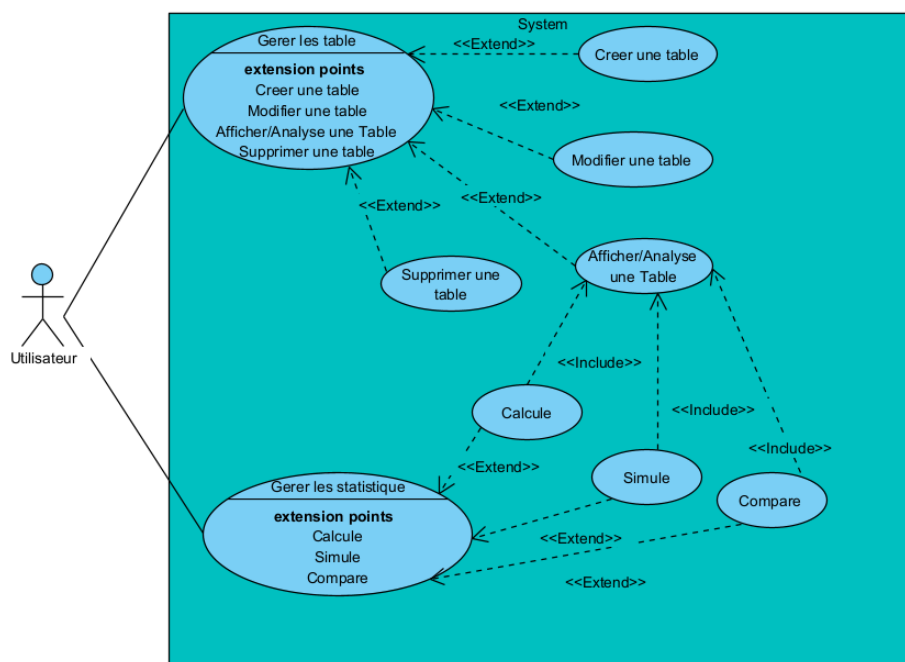 System
Gerer les table
extension points
Creer une table
Modifier une table
Afficher/Analyse une Table
Supprimer une table
<<Extend>>
Creer une table
<<Extend>>
Modifier une table
<<Extend>>
<<Extend>>
Supprimer une
table
Afficher/Analyse
une Table
Utilisateur
<<Include>>
Calcule
<<Include>>
<<Include>>
<<Extend>>
Simule
Compare
Gerer les statistique
extension points
Calcule
Simule
Compare
<<Extend>>
<<Extend>>